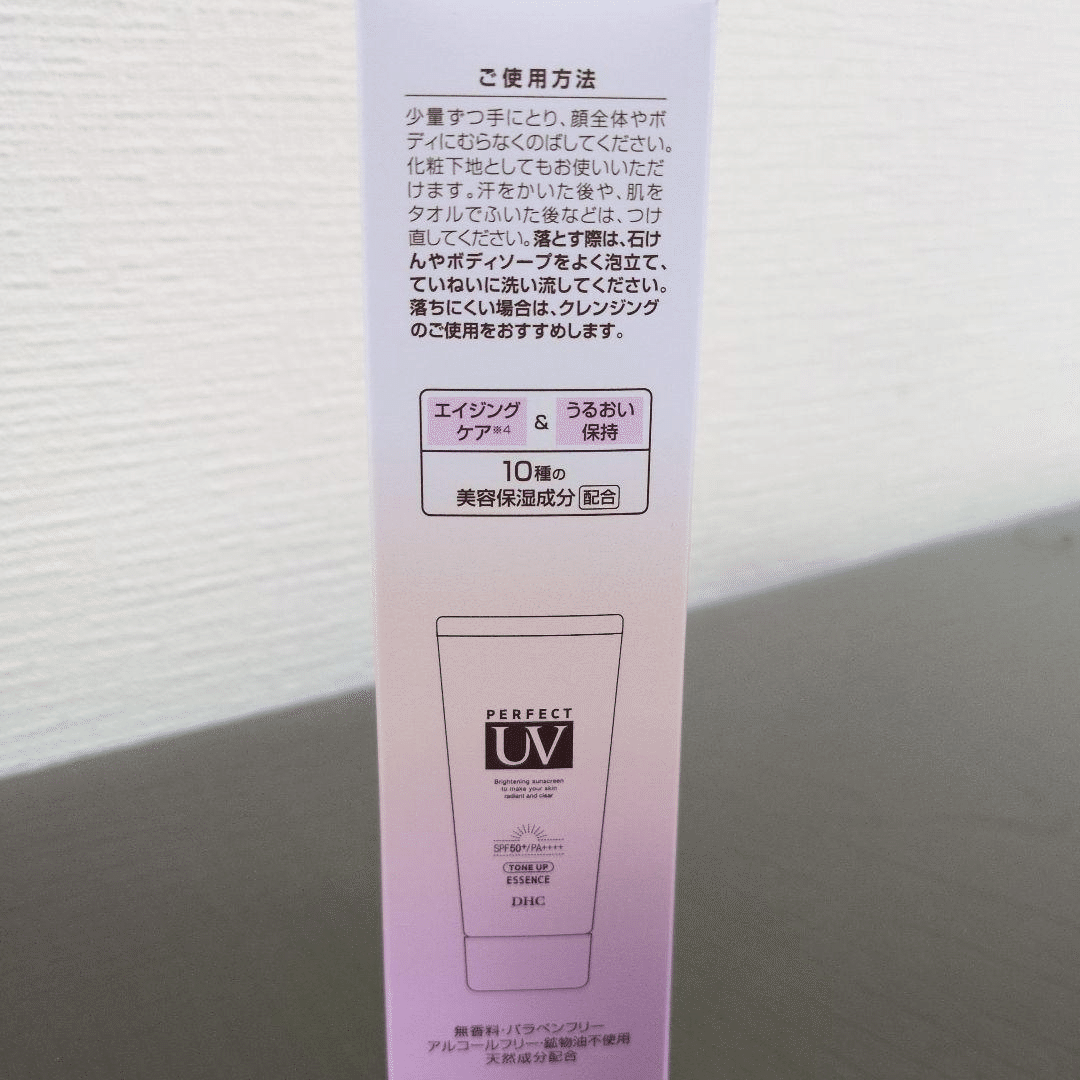 ご使用方法
少量ずつ手にとり、顔全体やボ
ディにむらなくのばしてください。
化粧下地としてもお使いいただ
けます。汗をかいた後や、肌を
タオルでふいた後などは、つけ
直してください。落とす際は、石け
んやボディソープをよく泡立て、
ていねいに洗い流してください。
落ちにくい場合は、クレンジング
のご使用をおすすめします。
エイジング
ケア※4
&
うるおい
保持
10種の
美容保湿成分 配合
PERFECT
UV
Brightening sunscreen
to make your skin
radiant and clear
SPF50+/PA++++
TONE UP
ESSENCE
DHC
無香料・パラベンフリー
アルコールフリー・鉱物油不使用
天然成分配合